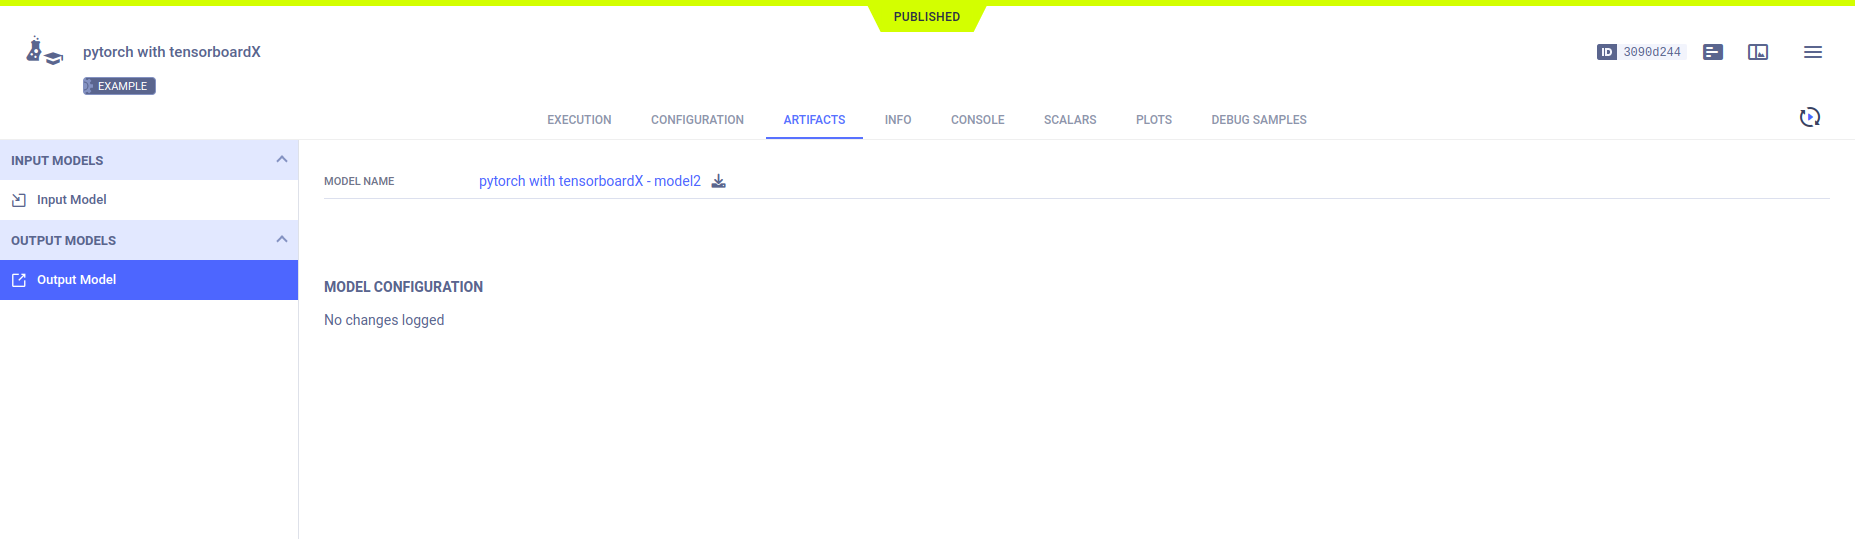 PUBLISHED
pytorch with tensorboardX
ID 3090d244
EXAMPLE
EXECUTION CONFIGURATION ARTIFACTS INFO CONSOLE SCALARS PLOTS DEBUG SAMPLES
INPUT MODELS
Input Model
OUTPUT MODELS
Output Model
MODEL NAME pytorch with tensorboardX - model2
MODEL CONFIGURATION
No changes logged